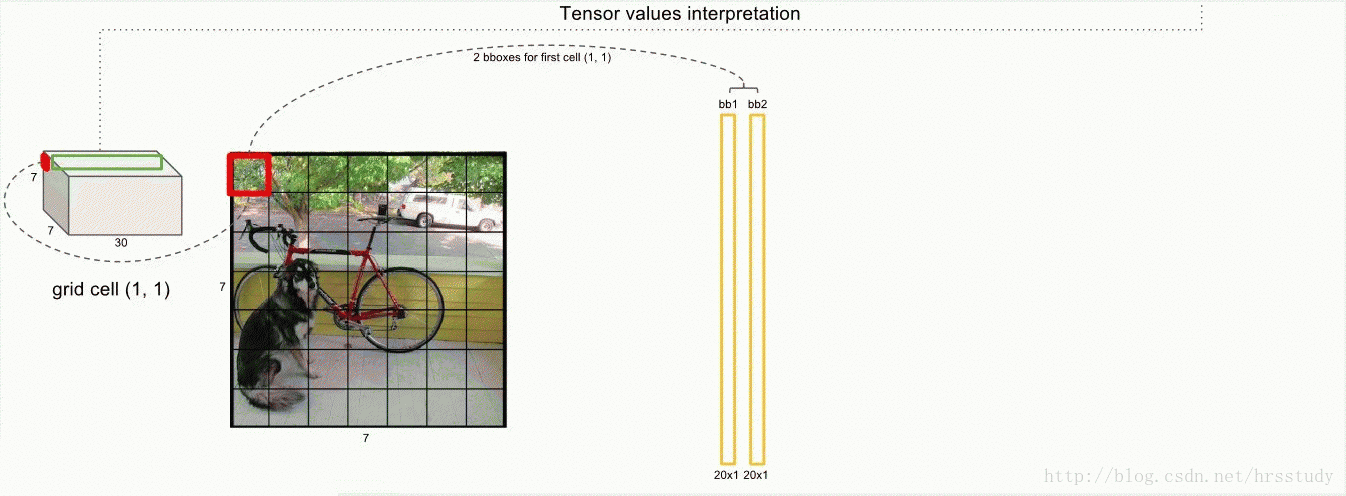 Tensor values interpretation
2 bboxes for first cell (1, 1)
bb1 bb2
7
7
30
grid cell (1, 1)
7
7
20x1 20x1
http://blog.csdn.net/hrsstudy